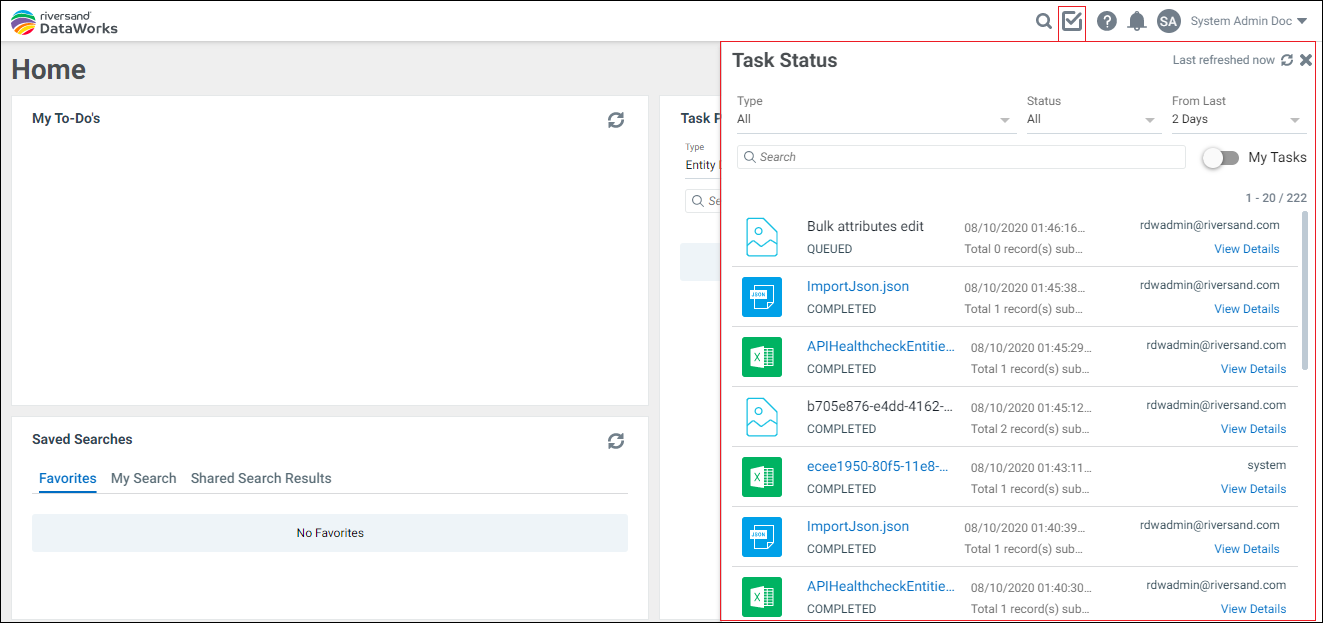 riversand
DataWorks
SA
System Admin Doc
Home
My To-Do's
Task P
Type
Entity
Se
Saved Searches
Favorites My Search Shared Search Results
No Favorites
Task Status
Last refreshed now
Type Status From Last
All All 2 Days
Search My Tasks
1 - 20 / 222
Bulk attributes edit 08/10/2020 01:46:16... rdwadmin@riversand.com
QUEUED Total 0 record(s) sub... View Details
JSON
ImportJson.json 08/10/2020 01:45:38... rdwadmin@riversand.com
COMPLETED Total 1 record(s) sub... View Details
X
APIHealthcheckEntitie... 08/10/2020 01:45:29... rdwadmin@riversand.com
COMPLETED Total 1 record(s) sub... View Details
b705e876-e4dd-4162-... 08/10/2020 01:45:12... rdwadmin@riversand.com
COMPLETED Total 2 record(s) sub... View Details
X
ecee1950-80f5-11e8-... 08/10/2020 01:43:11... system
COMPLETED Total 1 record(s) sub... View Details
JSON
ImportJson.json 08/10/2020 01:40:39... rdwadmin@riversand.com
COMPLETED Total 1 record(s) sub... View Details
X
APIHealthcheckEntitie... 08/10/2020 01:40:30... rdwadmin@riversand.com
COMPLETED Total 1 record(s) sub... View Details